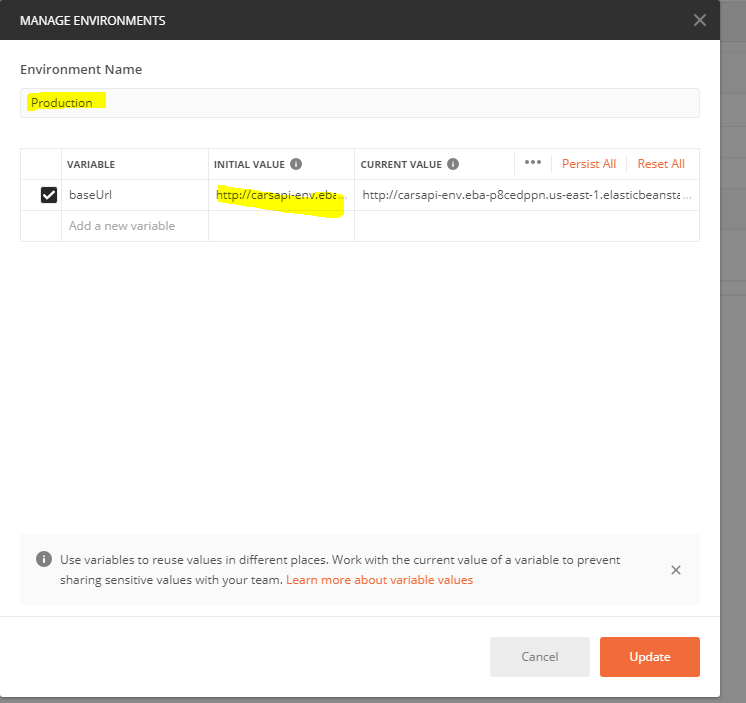 MANAGE ENVIRONMENTS
Environment Name
Production
VARIABLE INITIAL VALUE CURRENT VALUE ••• Persist All Reset All
baseUrl http://carsapi-env.eba... http://carsapi-env.eba-p8cedppn.us-east-1.elasticbeansta...
Add a new variable
Use variables to reuse values in different places. Work with the current value of a variable to prevent
sharing sensitive values with your team. Learn more about variable values
Cancel Update